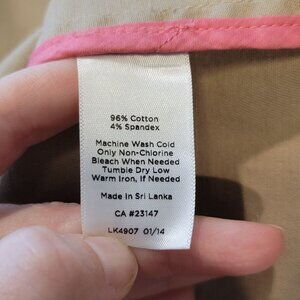 96% Cotton
4% Spandex
Machine Wash Cold
Only Non-Chlorine
Bleach When Needed
Tumble Dry Low
Warm Iron, If Needed
Made In Sri Lanka
CA #23147
LK4907 01/14